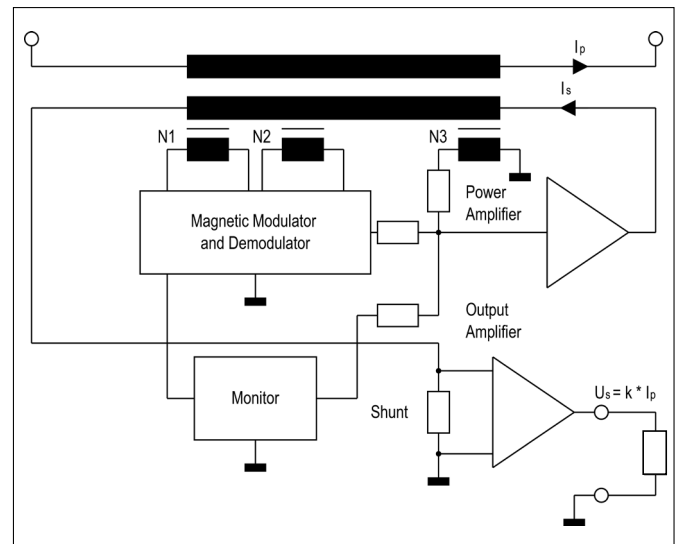 Ip
Is
N1
N2
N3
Power
Amplifier
Magnetic Modulator
and Demodulator
Output
Amplifier
Monitor
Shunt
Us = k * Ip